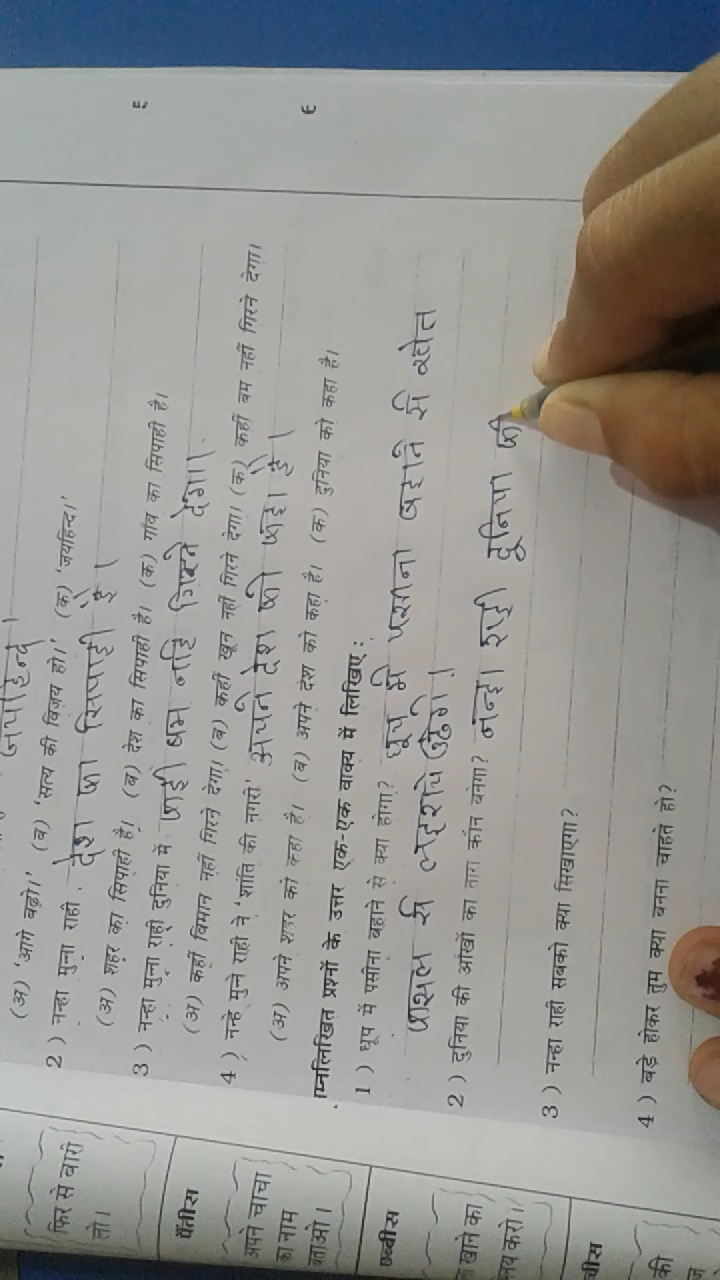 जयहिन्द।
(अ) 'आगे बढ़ो।' (ब) 'सत्य की विजय हो।' (क) 'जयहिन्द।'
2) नन्हा मुन्ना राही . देश का सिपाही है।
(अ) शहर का सिपाही है। (ब) देश का सिपाही है। (क) गाँव का सिपाही है।
3) नन्हा मुन्ना राही दुनिया में कही बम नहि गिरने देगा।
(अ) कहीं विमान नहीं गिरने देगा। (ब) कहीं खून नहीं गिरने देगा। (क) कहीं बम नहीं गिरने देगा।
4) नन्हे मुन्ने राही ने 'शांति की नगरी' अपने देश को कहा है।
(अ) अपने शहर को कहा है। (ब) अपने देश को कहा है। (क) दुनिया को कहा है।
म्नलिखित प्रश्नों के उत्तर एक-एक वाक्य में लिखिए :
1) धूप में पसीना बहाने से क्या होगा? धूप मे पसीना बहाने से खेत
फसल से
2) दुनिया की आंखों का तारा कौन बनेगा? नन्हा राही दूनिया की
3) नन्हा राही सबको क्या सिखाएगा?
4) बड़े होकर तुम क्या बनना चाहते हो?
फिर से बारी
लो।
पैंतीस
अपने चाचा
का नाम
बताओ।
छब्बीस
खाने का
करो।
की